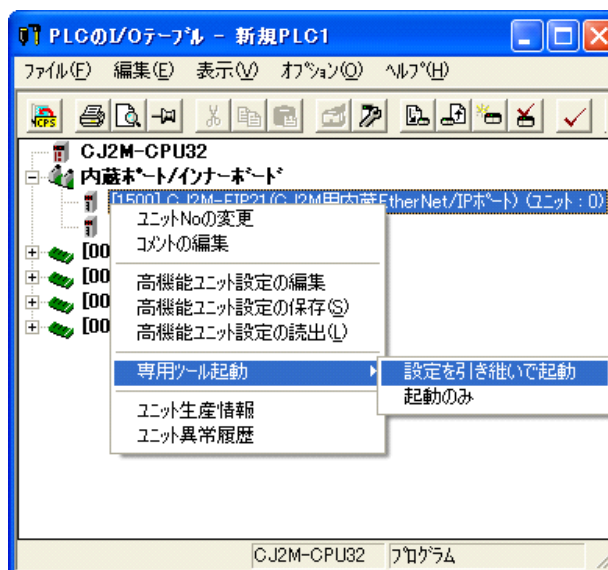 PLCのI/Oテーブル - 新規PLC1
ファイル(F) 編集(E) 表示(V) オプション(O) ヘルプ(H)
CPS
CJ2M-CPU32
内蔵ポート/インナーボード
[1500] CJ2M-EIP21(CJ2M用内蔵EtherNet/IPポート) (ユニット : 0)
ユニットNoの変更
コメントの編集
[00
[00
[00
[00
高機能ユニット設定の編集
高機能ユニット設定の保存(S)
高機能ユニット設定の読出(L)
専用ツール起動
設定を引き継いで起動
起動のみ
ユニット生産情報
ユニット異常履歴
CJ2M-CPU32 プログラム